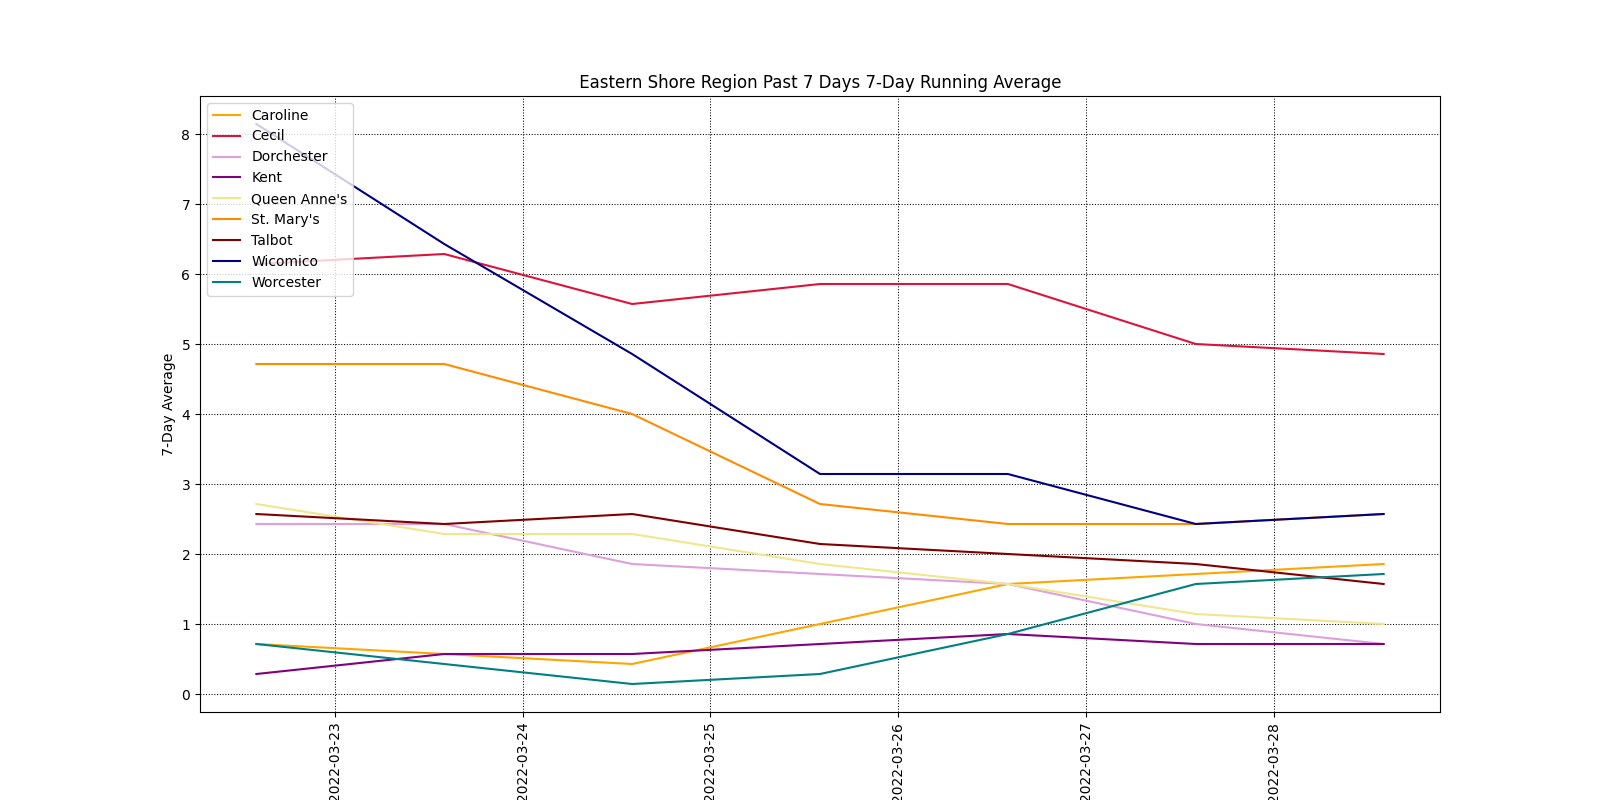 Eastern Shore Region Past 7 Days 7-Day Running Average
Caroline
Cecil
Dorchester
Kent
Queen Anne's
St. Mary's
Talbot
Wicomico
Worcester
7-Day Average
8
7
6
5
4
3
2
1
0
2022-03-23
2022-03-24
2022-03-25
2022-03-26
2022-03-27
2022-03-28